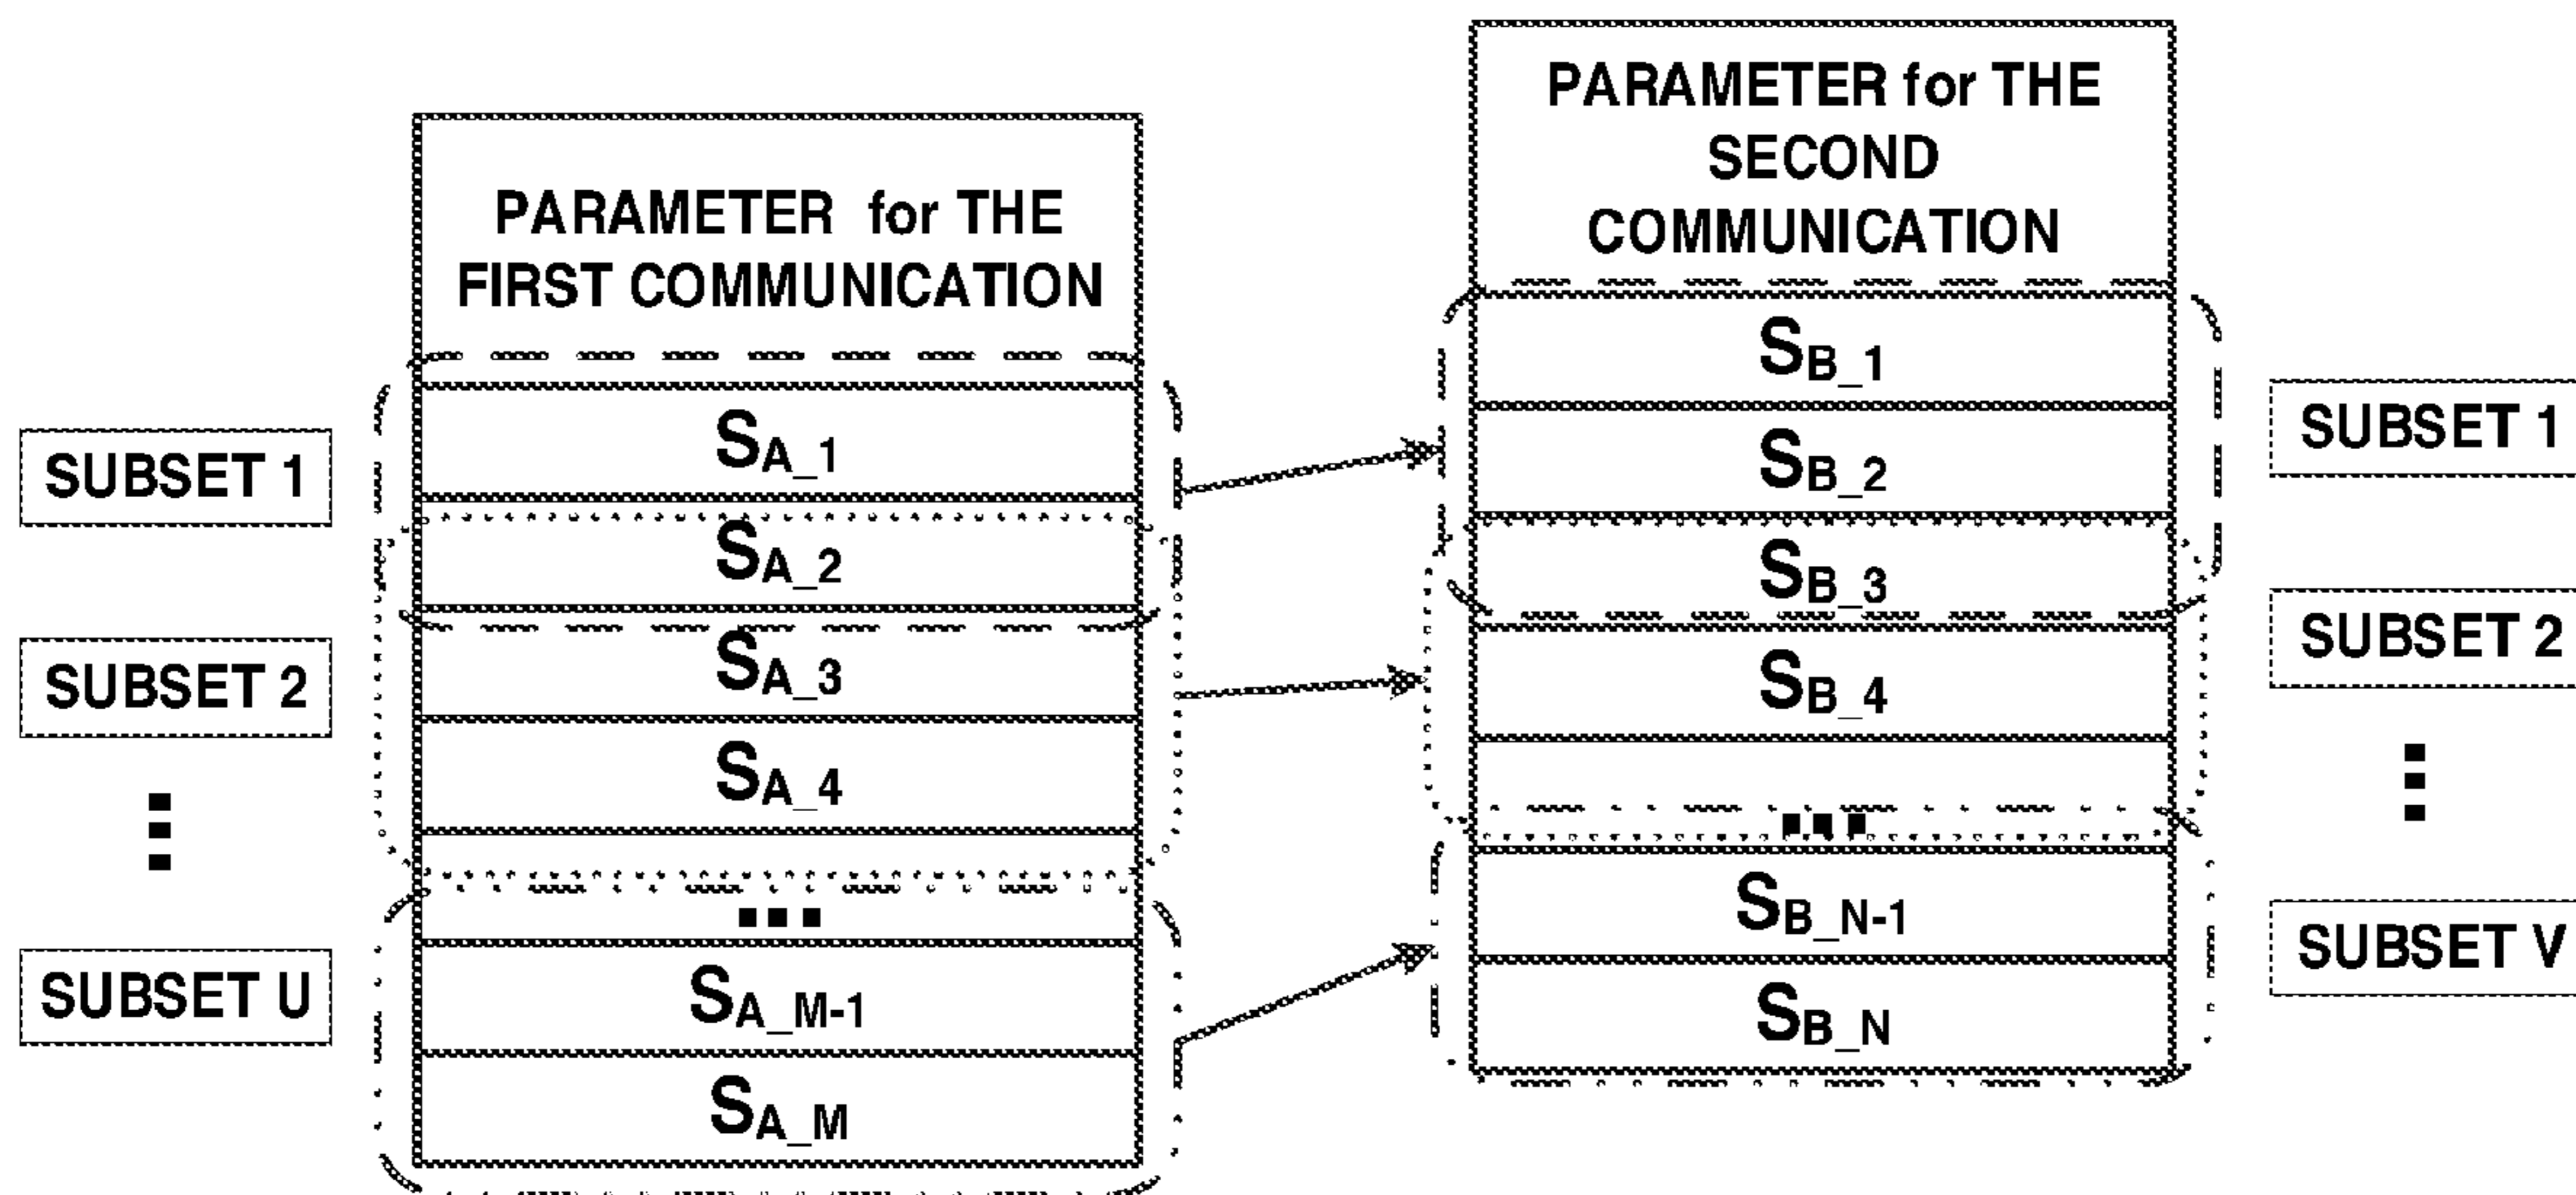 SUBSET 1
SUBSET 2
SUBSET U
PARAMETER for THE
FIRST COMMUNICATION
SA_1
SA_2
SA_3
SA_4
...
SA_M-1
SA_M
PARAMETER for THE
SECOND
COMMUNICATION
SB_1
SB_2
SB_3
SB_4
...
SB_N-1
SB_N
SUBSET 1
SUBSET 2
SUBSET V